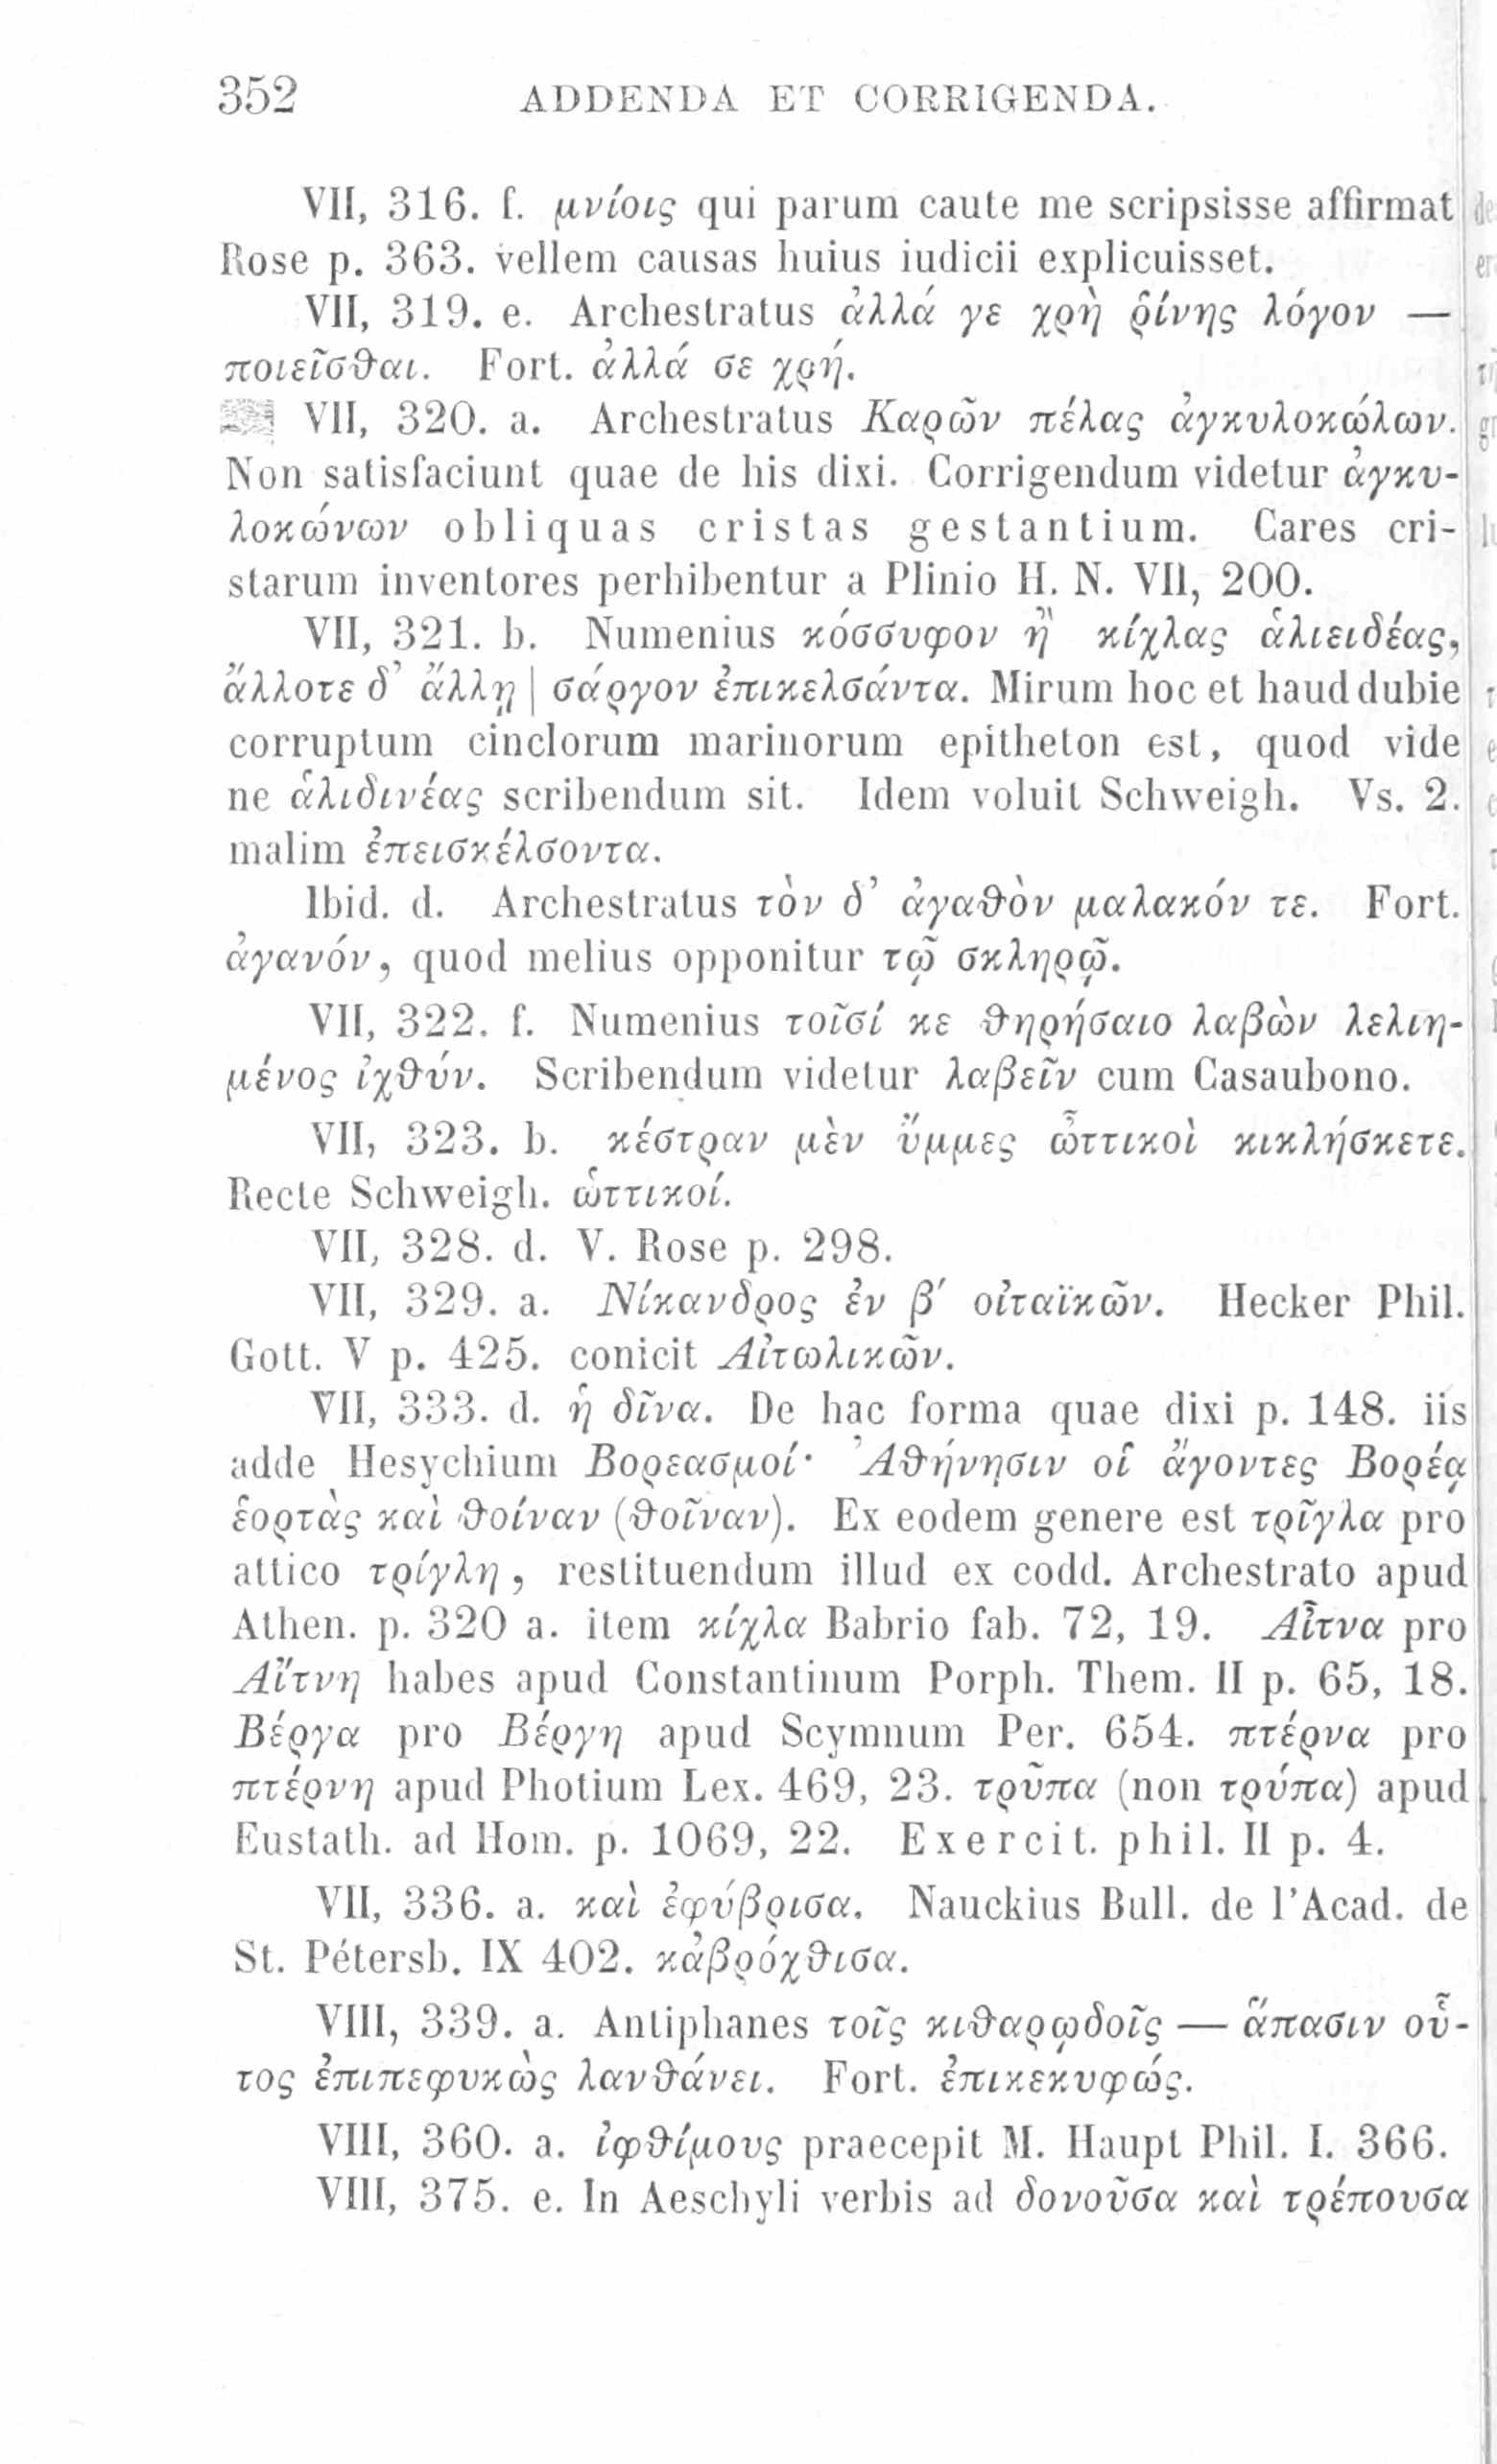 352 ADDENDA ET CORRIGENDA.
VII, 316. f. μνίοις qui parum caute me scripsisse affirmat
Rose p. 363. vellem causas huius iudicii explicuisset.
VII, 319. e. Archestratus ἀλλά γε χρὴ ῥίνης λόγον —
ποιεῖσθαι. Fort. ἀλλά σε χρή.
VII, 320. a. Archestratus Καρῶν πέλας ἀγκυλοκώλων.
Non satisfaciunt quae de his dixi. Corrigendum videtur ἀγκυ-
λοκώνων obliquas cristas gestantium. Cares cri-
starum inventores perhibentur a Plinio H. N. VII, 200.
VII, 321. b. Numenius κόσσυφον ἢ κίχλας ἁλιειδέας,
ἄλλοτε δ’ ἄλλῃ | σάργον ἐπικελσάντα. Mirum hoc et haud dubie
corruptum cinclorum marinorum epitheton est, quod vide
ne ἁλιδινέας scribendum sit. Idem voluit Schweigh. Vs. 2.
malim ἐπεισκέλσοντα.
Ibid. d. Archestratus τὸν δ’ ἀγαθὸν μαλακόν τε. Fort.
ἀγανόν, quod melius opponitur τῷ σκληρῷ.
VII, 322. f. Numenius τοῖσί κε θηρήσαιο λαβὼν λελιη-
μένος ἰχθύν. Scribendum videtur λαβεῖν cum Casaubono.
VII, 323. b. κέστραν μὲν ὔμμες ὦττικοὶ κικλήσκετε.
Recte Schweigh. ὡττικοί.
VII, 328. d. V. Rose p. 298.
VII, 329. a. Νίκανδρος ἐν β′ οἰταϊκῶν. Hecker Phil.
Gott. V p. 425. conicit Αἰτωλικῶν.
VII, 333. d. ἡ δῖνα. De hac forma quae dixi p. 148. iis
adde Hesychium Βορεασμοί· Ἀθήνησιν οἱ ἄγοντες Βορέᾳ
ἑορτὰς καὶ θοίναν (θοῖναν). Ex eodem genere est τρῖγλα pro
attico τρίγλη, restituendum illud ex codd. Archestrato apud
Athen. p. 320 a. item κίχλα Babrio fab. 72, 19. Αἶτνα pro
Αἴτνη habes apud Constantinum Porph. Them. II p. 65, 18.
Βέργα pro Βέργη apud Scymnum Per. 654. πτέρνα pro
πτέρνη apud Photium Lex. 469, 23. τρῦπα (non τρύπα) apud
Eustath. ad Hom. p. 1069, 22. Exercit. phil. II p. 4.
VII, 336. a. καὶ ἐφύβρισα. Nauckius Bull. de l’Acad. de
St. Pétersb. IX 402. κἀβρόχθισα.
VIII, 339. a. Antiphanes τοῖς κιθαρῳδοῖς — ἅπασιν οὗ-
τος ἐπιπεφυκὼς λανθάνει. Fort. ἐπικεκυφώς.
VIII, 360. a. ἰφθίμους praecepit M. Haupt Phil. I. 366.
VIII, 375. e. In Aeschyli verbis ad δονοῦσα καὶ τρέπουσα